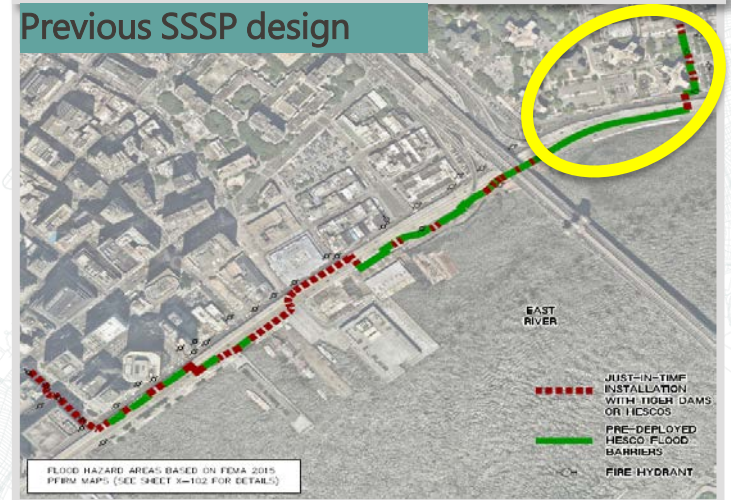 Previous SSSP design
EAST
RIVER
JUST-IN-TIME
INSTALLATION
WITH TIGER DAMS
OR HESCOS
PRE-DEPLOYED
HESCO FLOOD
BARRIERS
FIRE HYDRANT
FLOOD HAZARD AREAS BASED ON FEMA 2015
PFIRM MAPS (SEE SHEET X-102 FOR DETAILS)